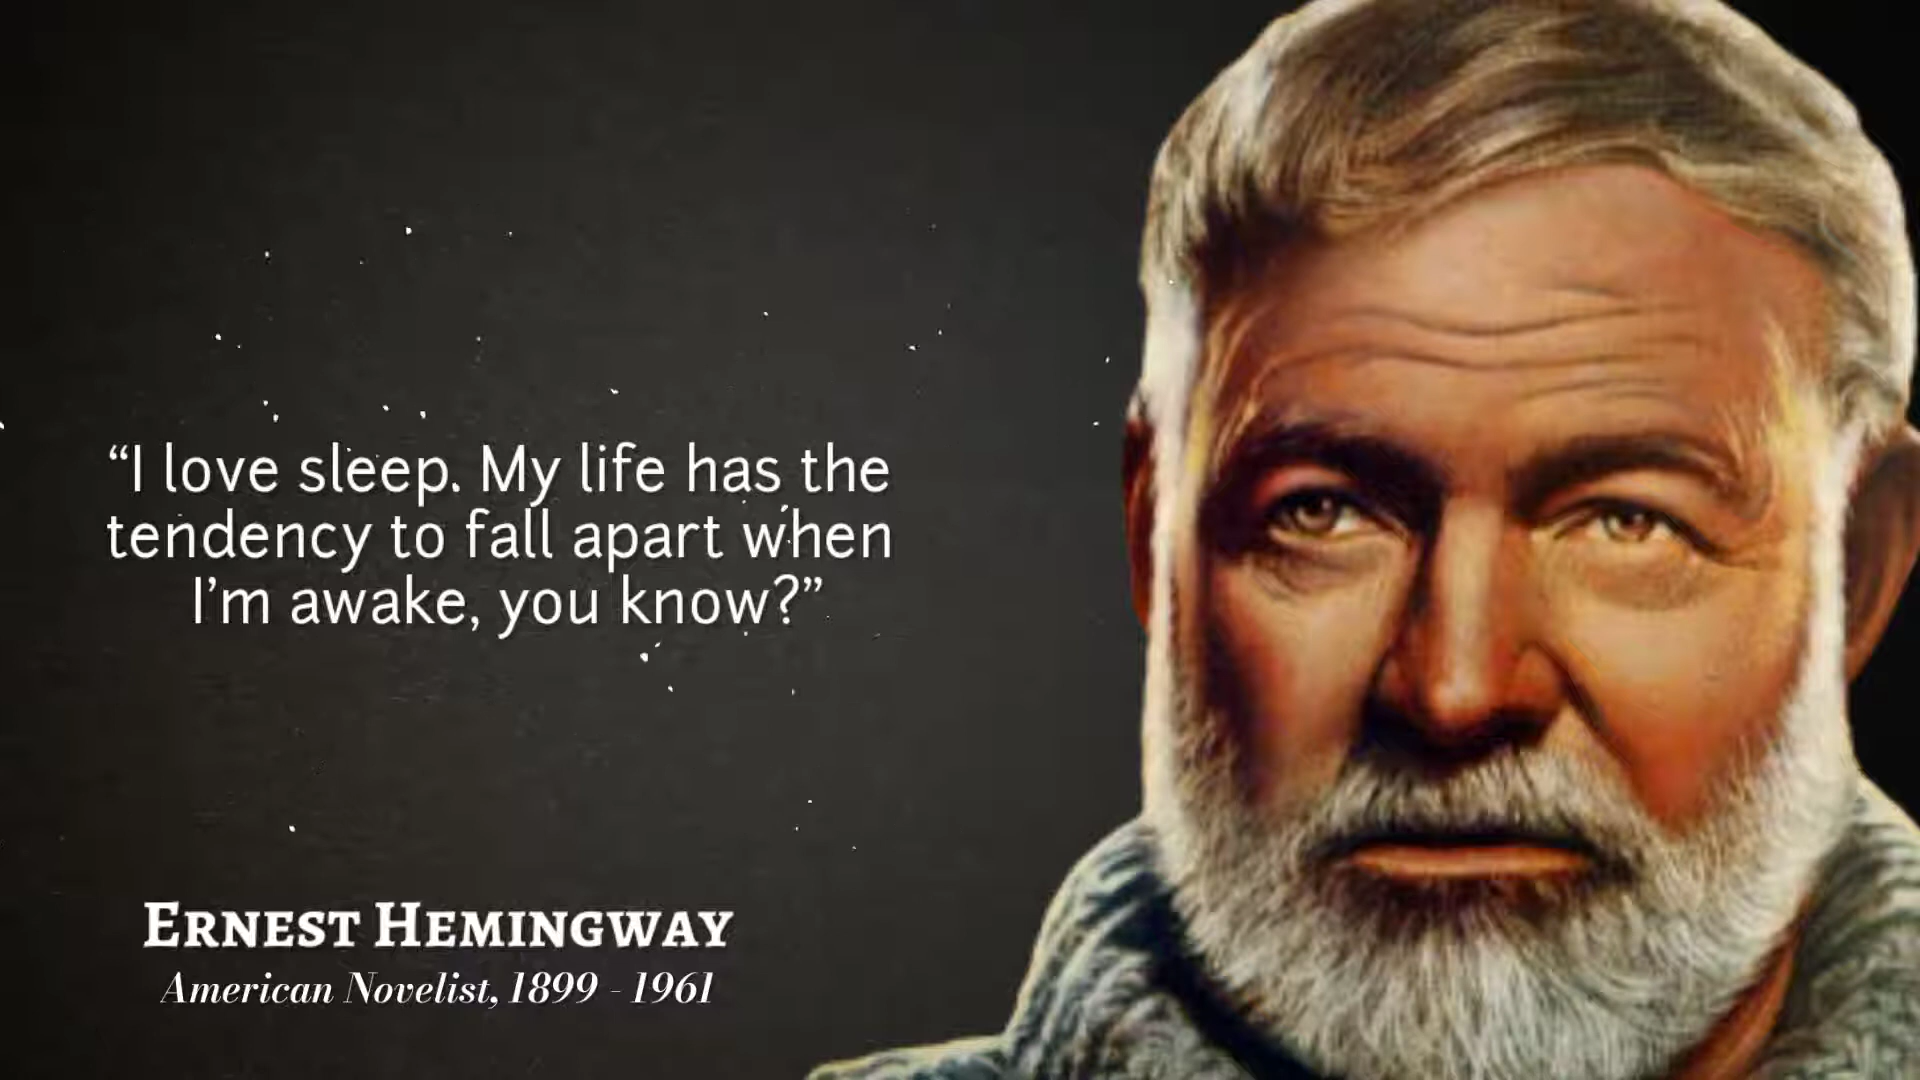 “I love sleep. My life has the
tendency to fall apart when
I’m awake, you know?”
Ernest Hemingway
American Novelist, 1899 - 1961